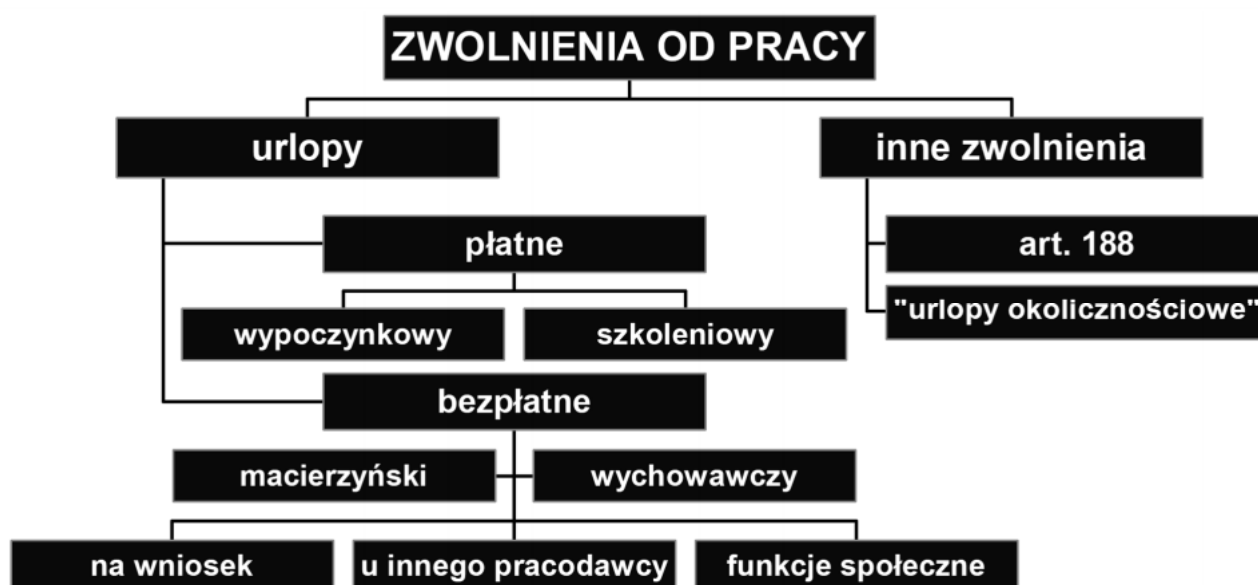 ZWOLNIENIA OD PRACY
urlopy
inne zwolnienia
płatne
art. 188
"urlopy okolicznościowe"
wypoczynkowy
szkoleniowy
bezpłatne
macierzyński
wychowawczy
na wniosek
u innego pracodawcy
funkcje społeczne